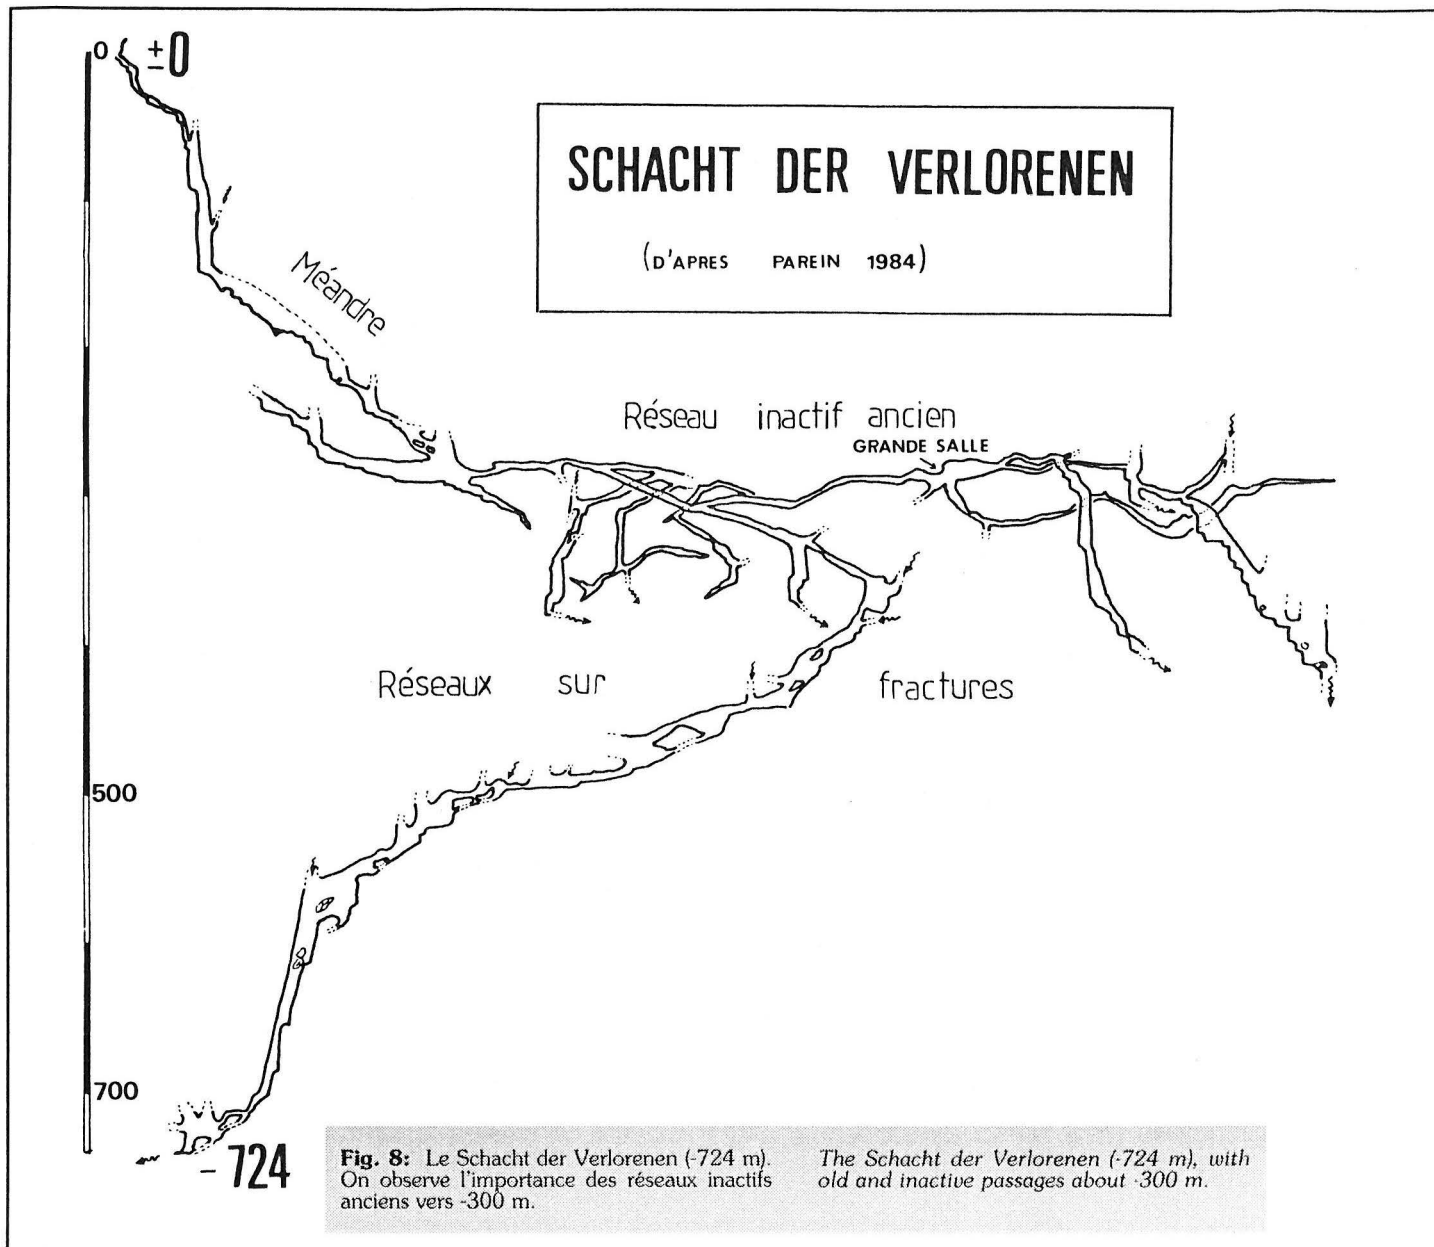 0 ±0
SCHACHT DER VERLORENEN
(D'APRES PAREIN 1984)
Méandre
Réseau inactif ancien
GRANDE SALLE
Réseaux sur fractures
500
700
-724
Fig. 8: Le Schacht der Verlorenen (-724 m).
On observe l'importance des réseaux inactifs
anciens vers -300 m.
The Schacht der Verlorenen (-724 m), with
old and inactive passages about -300 m.